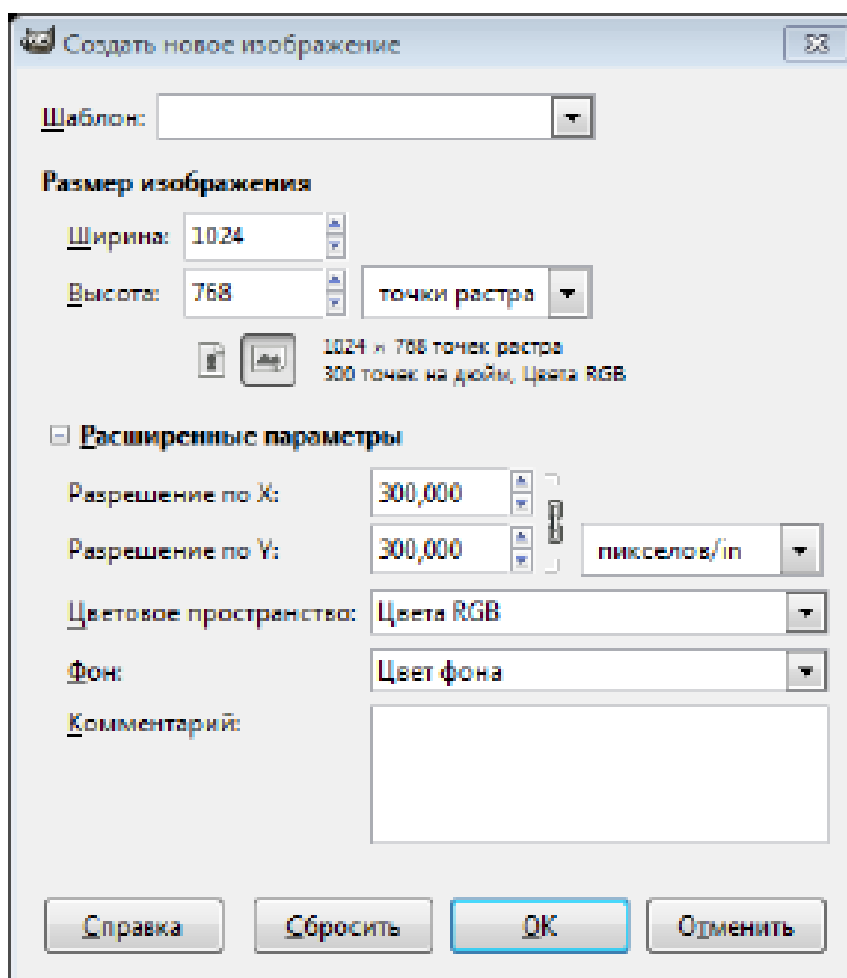 Создать новое изображение
Шаблон:
Размер изображения
Ширина: 1024
Высота: 768 точки растра
1024 × 768 точек растра
300 точек на дюйм, Цвета RGB
Расширенные параметры
Разрешение по X: 300,000
Разрешение по Y: 300,000 пикселов/in
Цветовое пространство: Цвета RGB
Фон: Цвет фона
Комментарий:
Справка Сбросить OK Отменить